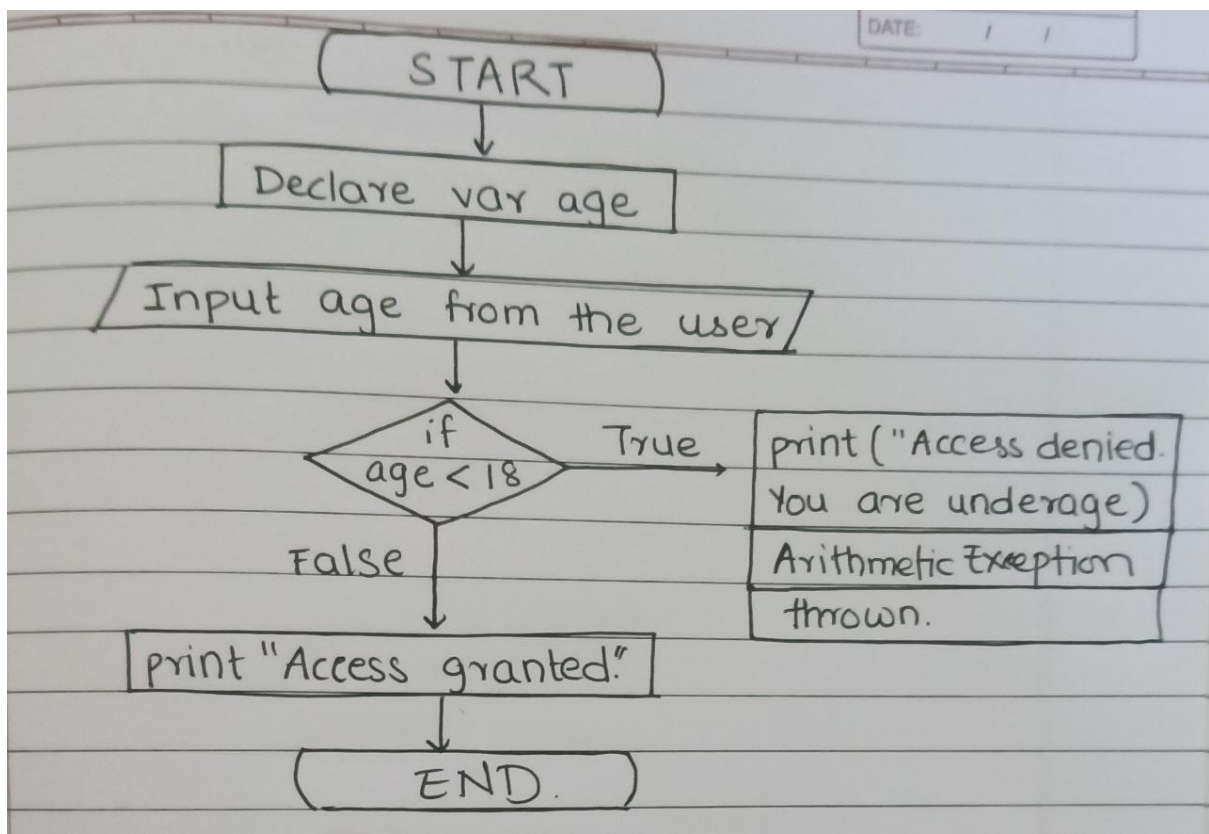 DATE: / /
START
Declare var age
Input age from the user
if
age < 18
True
print ("Access denied.
You are underage)
Arithmetic Exception
thrown.
False
print "Access granted."
END.